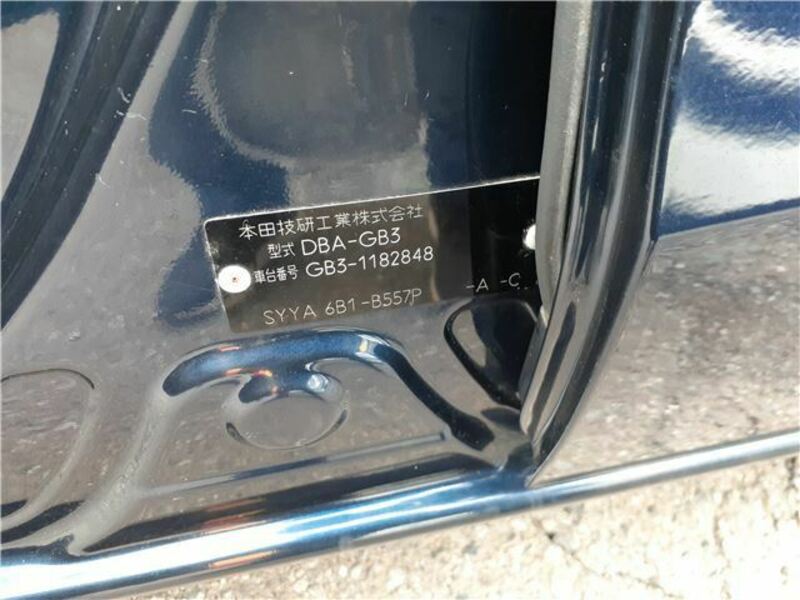 本田技研工業株式会社
型式 DBA-GB3
車台番号 GB3-1182848
SYYA 6B1-B557P -A -C